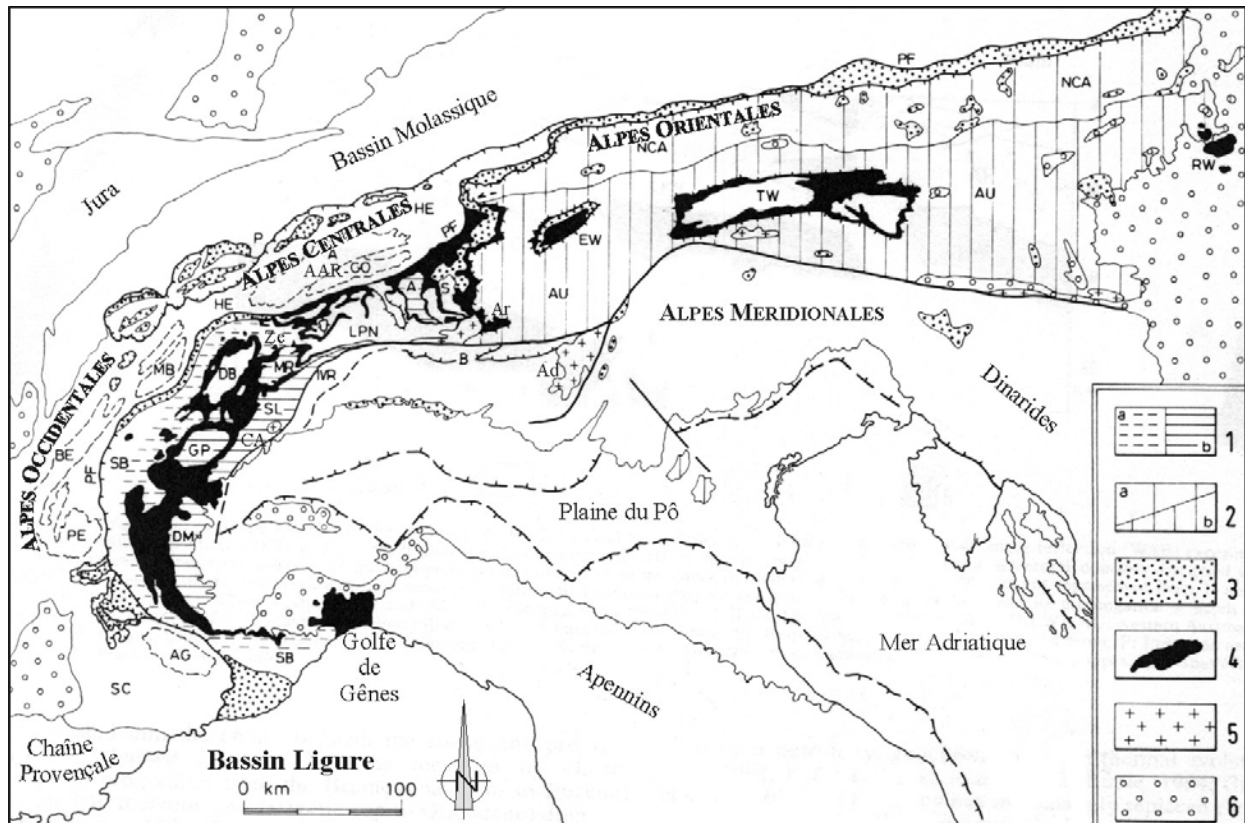 PF
NCA
ALPES ORIENTALES
NCA
Bassin Molassique
RW
Jura
TW
AU
HE
PF
EW
P
ALPES CENTRALES
A
AAR-GO
A
S
AU
HE
Ar
ALPES MERIDIONALES
LPN
Ze
B
MR
IVR
Ad
DB
MB
Dinarides
SL
ALPES OCCIDENTALES
CA
GP
BE
SB
PF
a
b
1
a
b
2
Plaine du Pô
PE
DM
3
Mer Adriatique
4
Golfe
de
Gênes
SB
AG
SC
Apennins
5
Chaîne
Provençale
Bassin Ligure
N
0 km 100
6